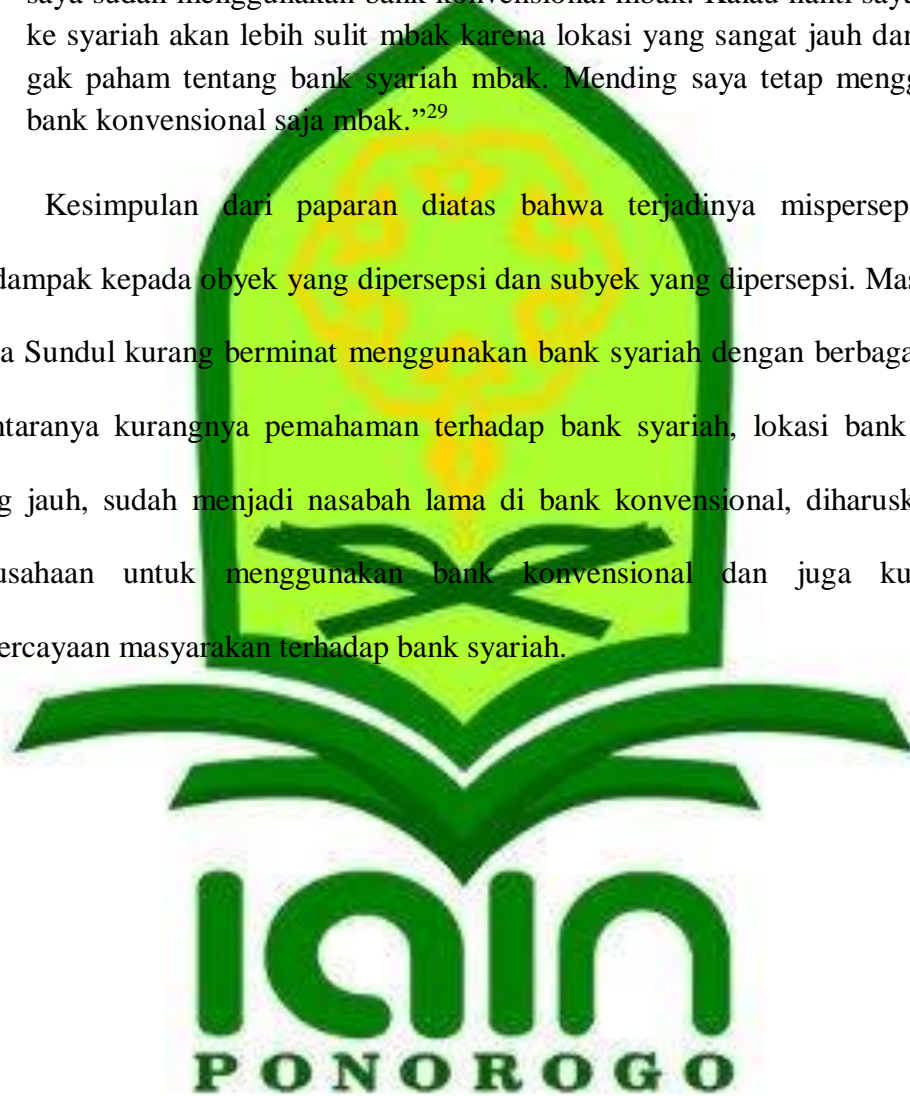 saya sudah menggunakan bank konvensional mbak. Kalau nanti saya
ke syariah akan lebih sulit mbak karena lokasi yang sangat jauh dan
gak paham tentang bank syariah mbak. Mending saya tetap mengg
bank konvensional saja mbak.”29
Kesimpulan dari paparan diatas bahwa terjadinya mispersep
dampak kepada obyek yang dipersepsi dan subyek yang dipersepsi. Mas
a Sundul kurang berminat menggunakan bank syariah dengan berbaga
ntaranya kurangnya pemahaman terhadap bank syariah, lokasi bank
g jauh, sudah menjadi nasabah lama di bank konvensional, diharusk
usahaan untuk menggunakan bank konvensional dan juga ku
ercayaan masyarakan terhadap bank syariah.
iain
PONOROGO